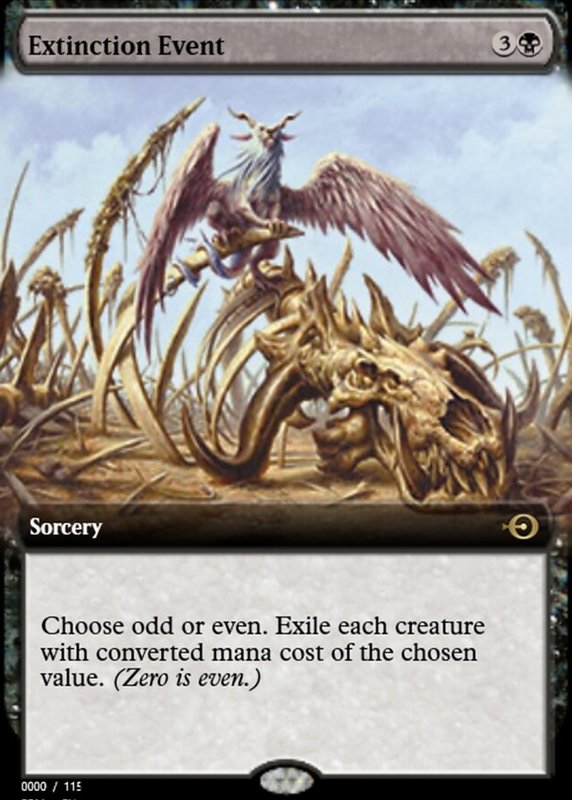 Extinction Event
3
Sorcery
Choose odd or even. Exile each creature
with converted mana cost of the chosen
value. (Zero is even.)
0000 / 115